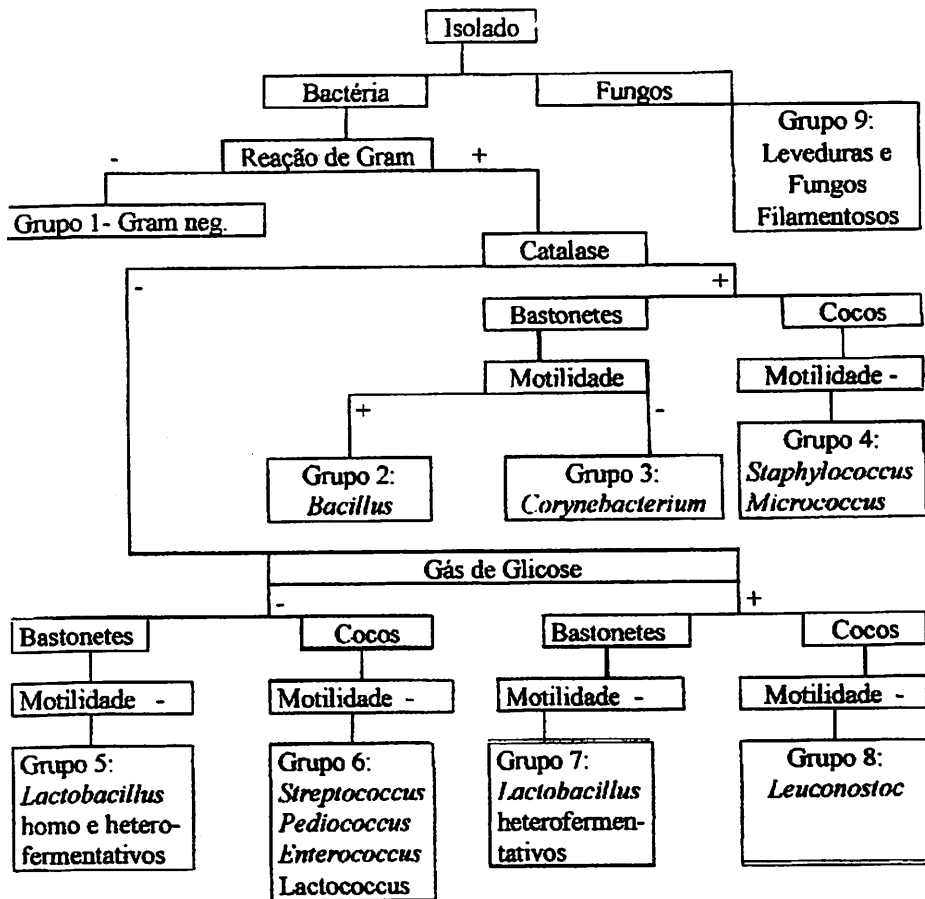 Isolado
Bactéria
Fungos
Grupo 9:
Leveduras e
Fungos
Filamentosos
- Reação de Gram +
Grupo 1- Gram neg.
Catalase
- +
Bastonetes
Cocos
Motilidade
Motilidade -
+ -
Grupo 2:
Bacillus
Grupo 3:
Corynebacterium
Grupo 4:
Staphylococcus
Micrococcus
Gás de Glicose
- +
Bastonetes
Cocos
Bastonetes
Cocos
Motilidade -
Motilidade -
Motilidade -
Motilidade -
Grupo 5:
Lactobacillus
homo e hetero-
fermentativos
Grupo 6:
Streptococcus
Pediococcus
Enterococcus
Lactococcus
Grupo 7:
Lactobacillus
heterofermen-
tativos
Grupo 8:
Leuconostoc